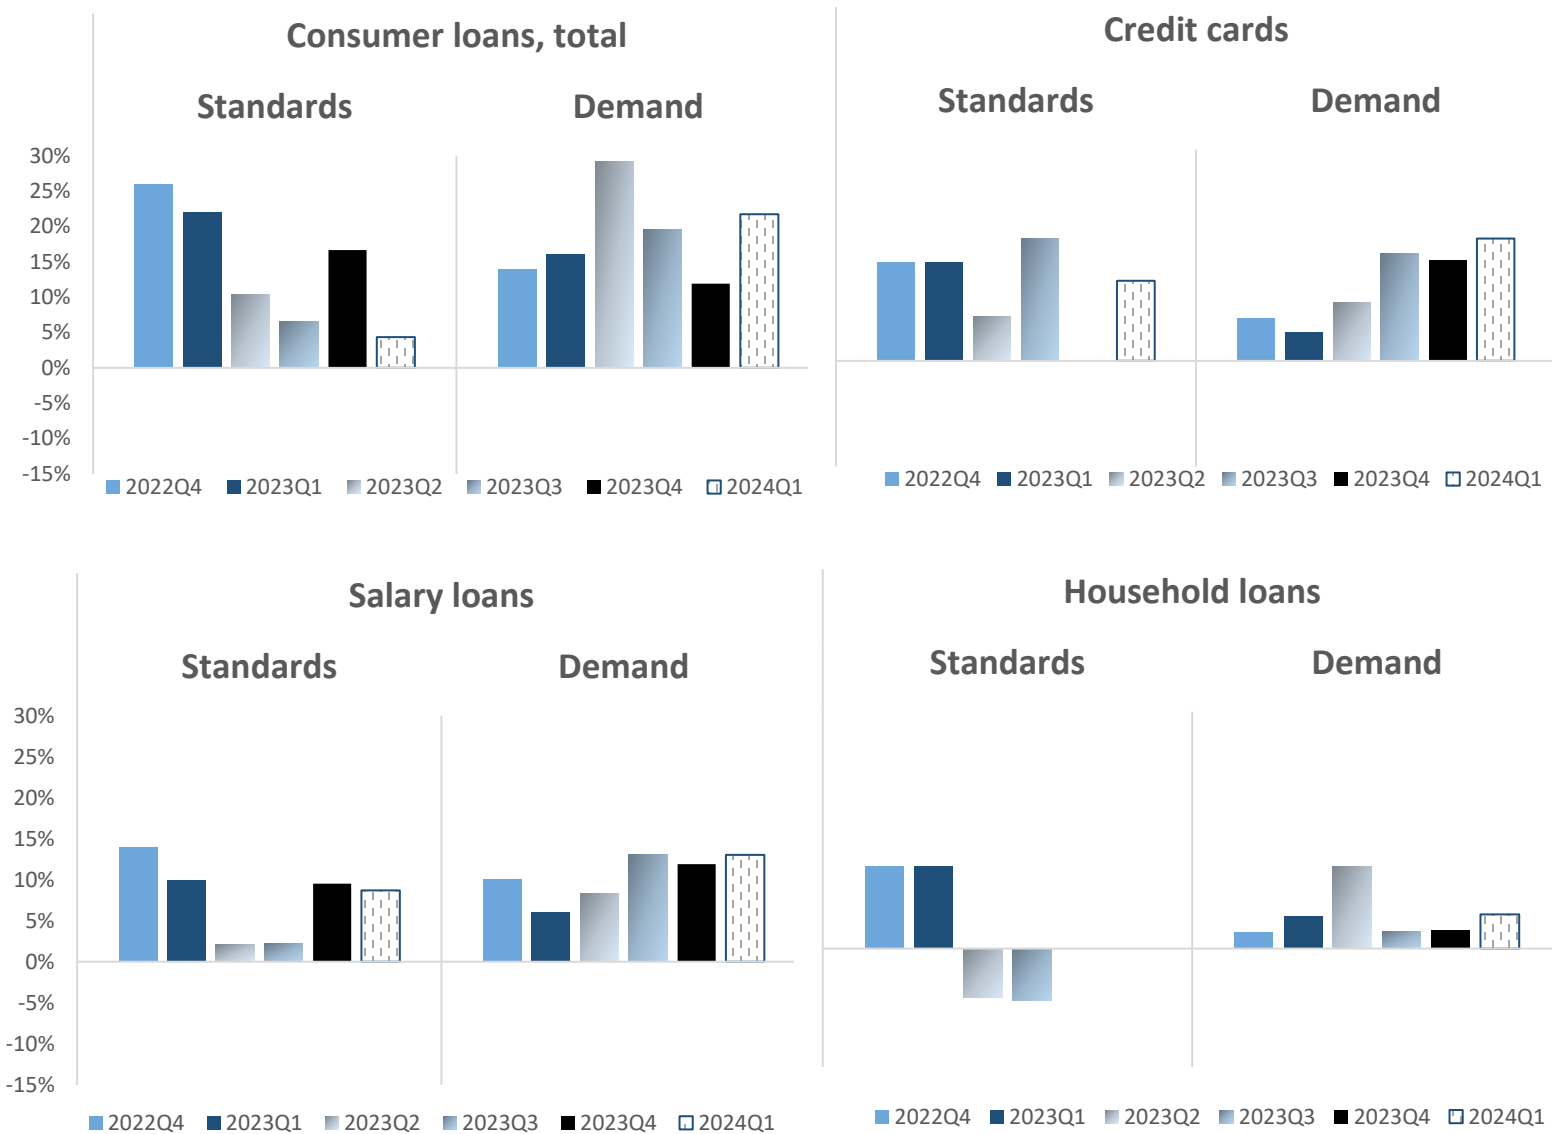 Consumer loans, total
Standards Demand
30%
25%
20%
15%
10%
5%
0%
-5%
-10%
-15%
2022Q4 2023Q1 2023Q2 2023Q3 2023Q4 2024Q1
Credit cards
Standards Demand
2022Q4 2023Q1 2023Q2 2023Q3 2023Q4 2024Q1
Salary loans
Standards Demand
30%
25%
20%
15%
10%
5%
0%
-5%
-10%
-15%
2022Q4 2023Q1 2023Q2 2023Q3 2023Q4 2024Q1
Household loans
Standards Demand
2022Q4 2023Q1 2023Q2 2023Q3 2023Q4 2024Q1